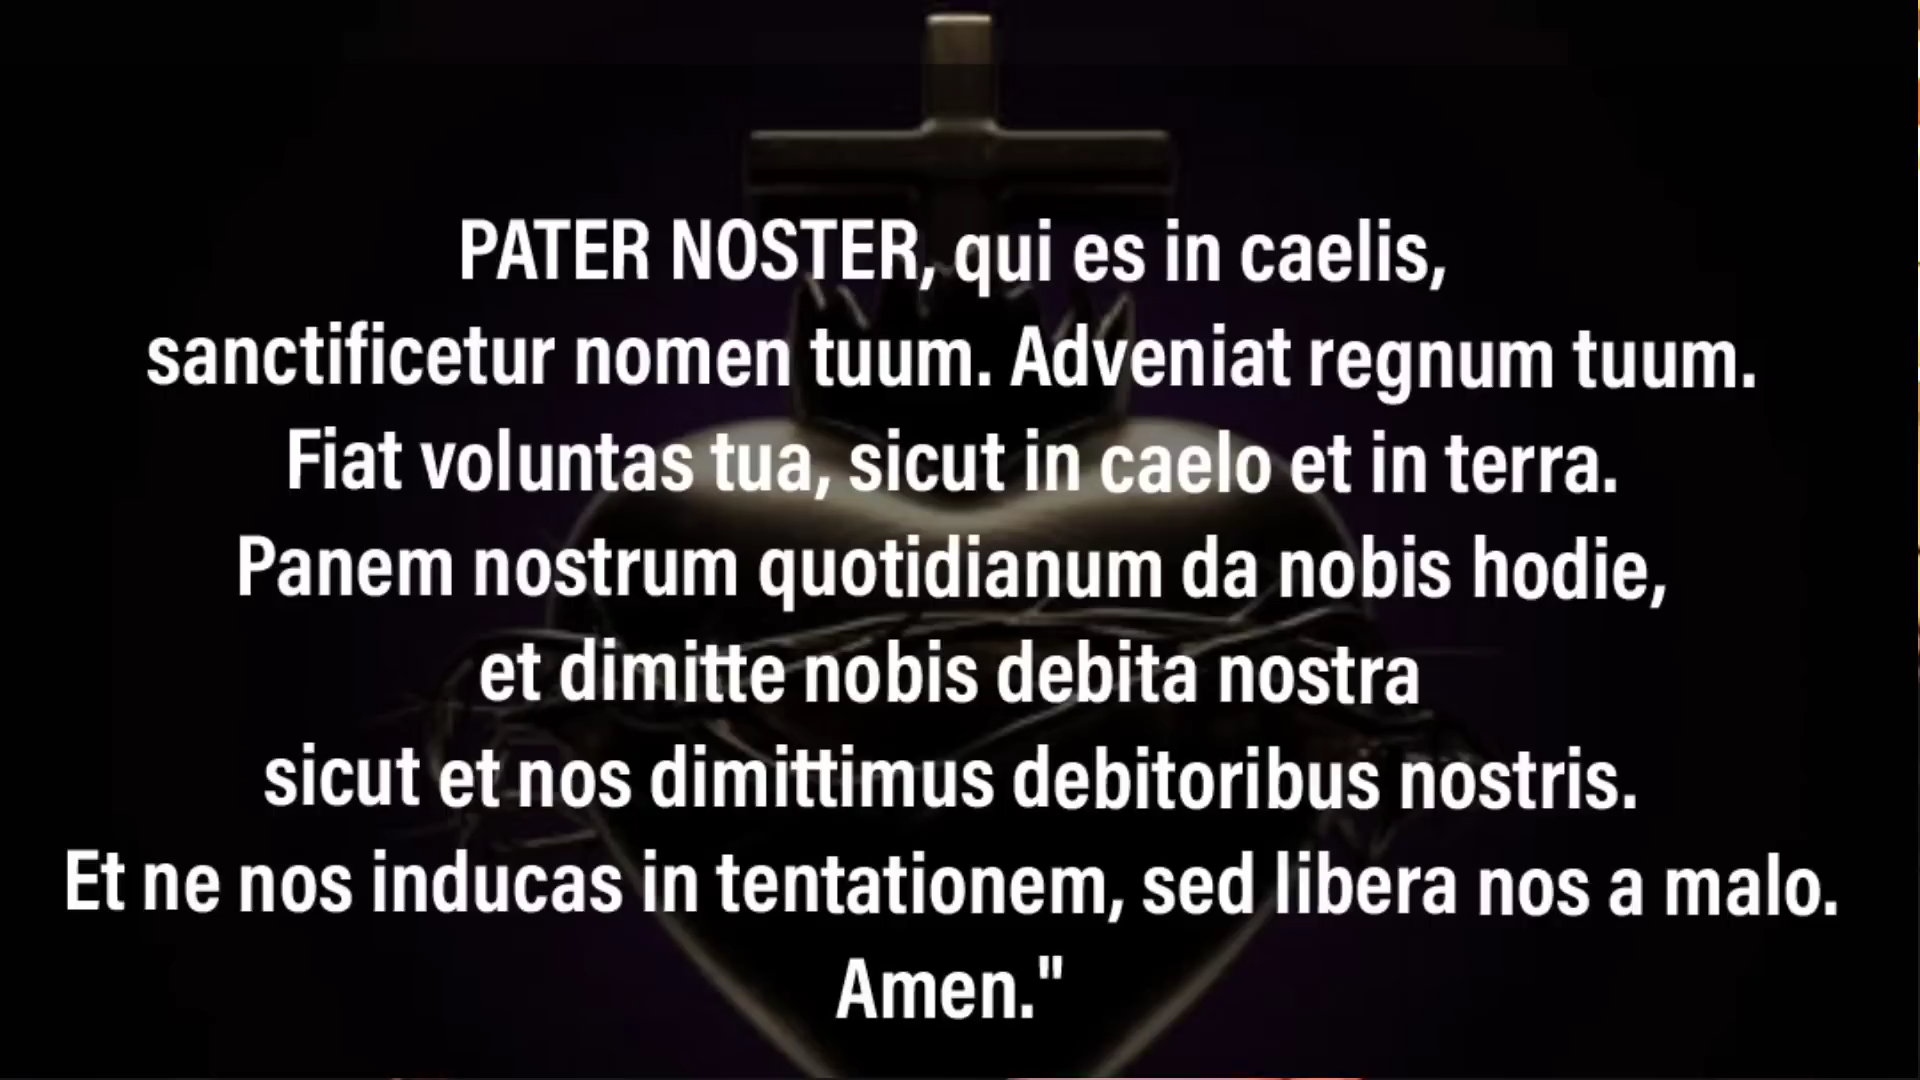 PATER NOSTER, qui es in caelis,
sanctificetur nomen tuum. Adveniat regnum tuum.
Fiat voluntas tua, sicut in caelo et in terra.
Panem nostrum quotidianum da nobis hodie,
et dimitte nobis debita nostra
sicut et nos dimittimus debitoribus nostris.
Et ne nos inducas in tentationem, sed libera nos a malo.
Amen."